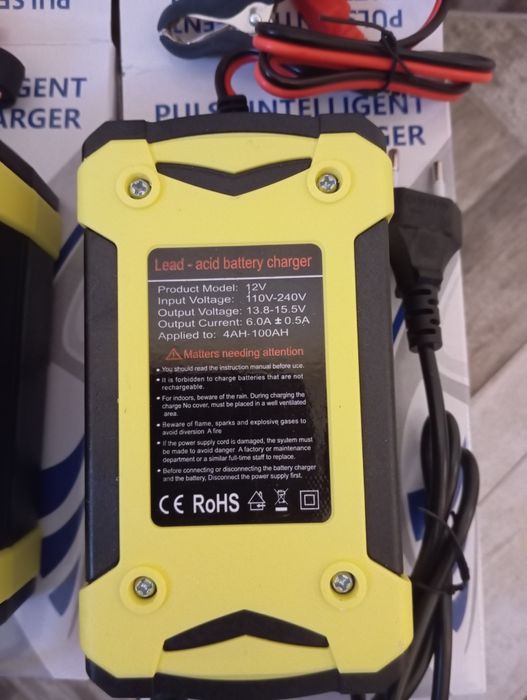 GENT
ARGER
PULS INTELLIGENT
GER
Lead - acid battery charger
Product Model: 12V
Input Voltage: 110V-240V
Output Voltage: 13.8-15.5V
Output Current: 6.0A ± 0.5A
Applied to: 4AH-100AH
Matters needing attention
• You should read the instruction manual before use.
• It is forbidden to charge batteries that are not
rechargeable.
• For indoors, beware of the rain. During charging the
charge No cover, must be placed in a well ventilated
area.
• Beware of flame, sparks and explosive gases to
avoid diversion A fire
• If the power supply cord is damaged, the system must
be made to avoid danger A factory or maintenance
department or a similar full-time staff to replace.
• Before connecting or disconnecting the battery charger
and the battery, Disconnect the power supply first.
CE RoHS